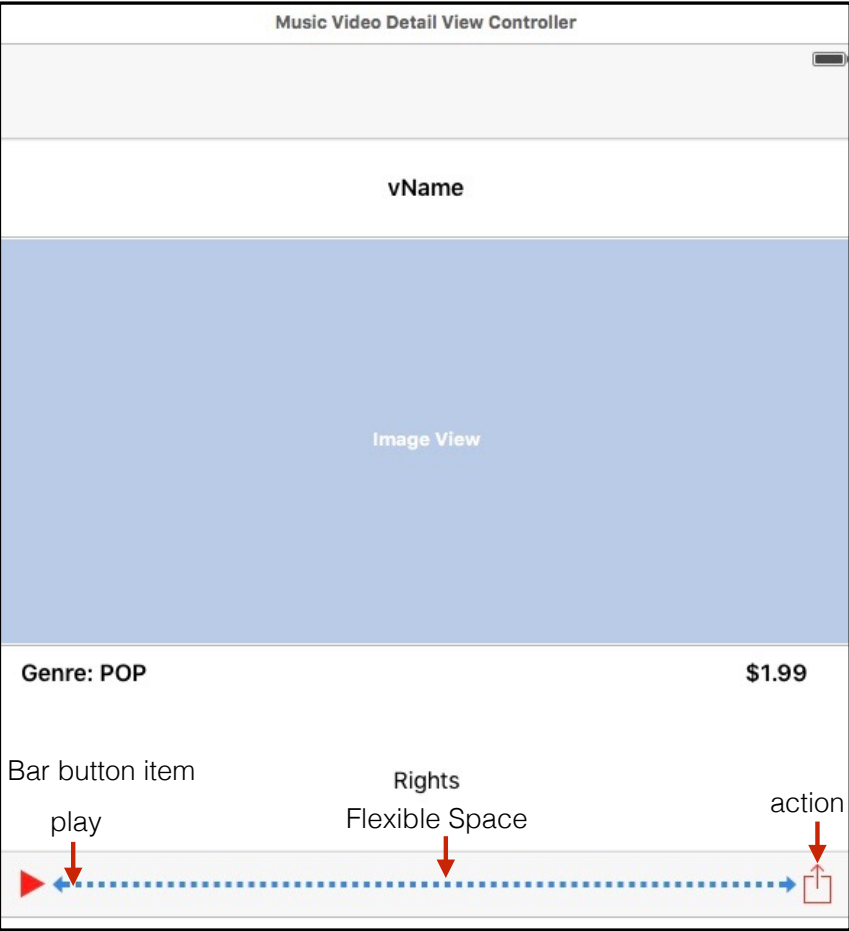 Music Video Detail View Controller
vName
Image View
Genre: POP $1.99
Bar button item
Rights
play Flexible Space action